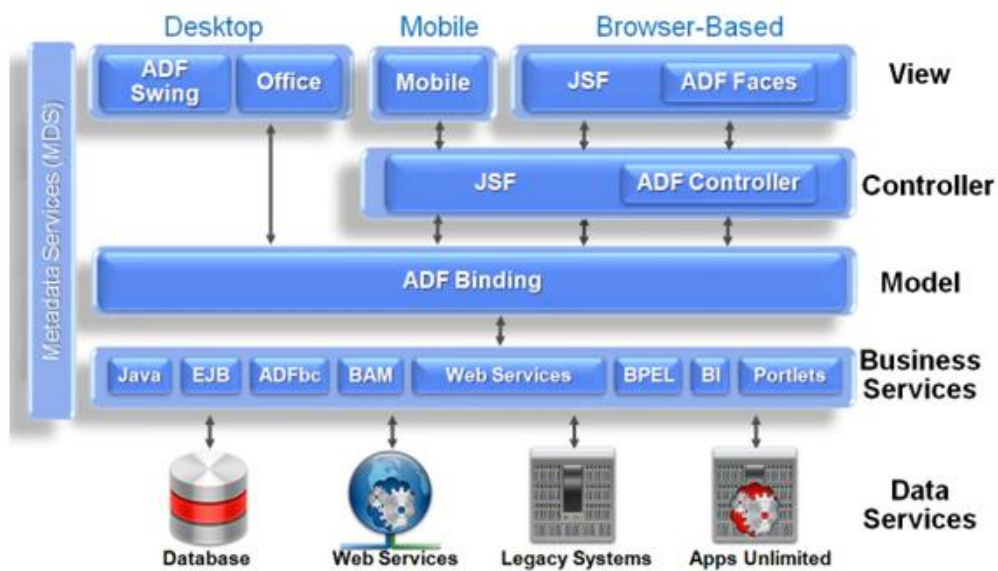 Desktop
Mobile
Browser-Based
Metadata Services (MDS)
ADF
Swing
Office
Mobile
JSF
ADF Faces
View
JSF
ADF Controller
Controller
ADF Binding
Model
Java
EJB
ADFbc
BAM
Web Services
BPEL
BI
Portlets
Business
Services
Database
Web Services
Legacy Systems
Apps Unlimited
Data
Services